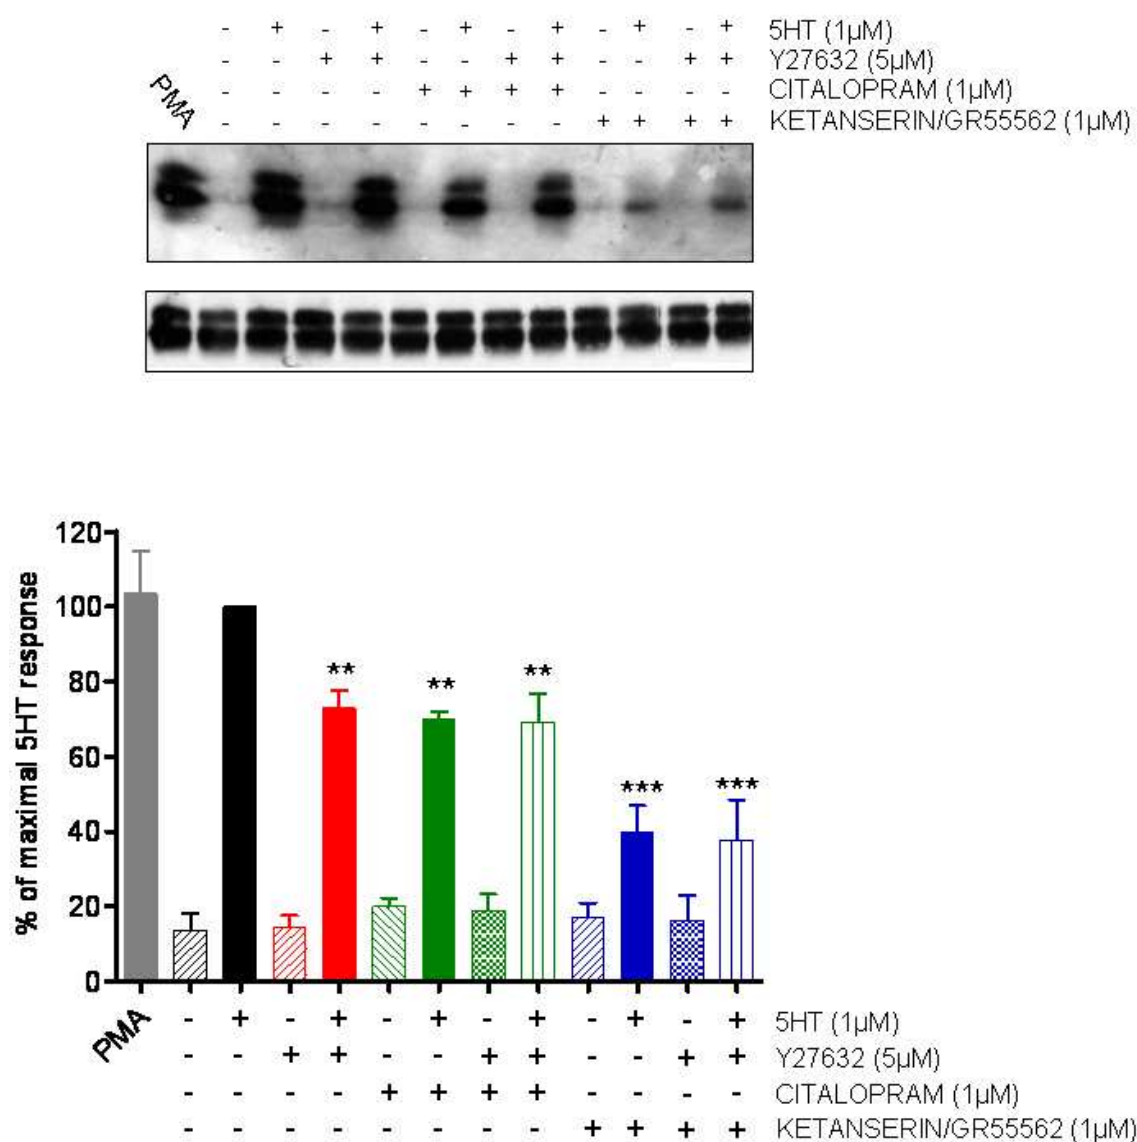 - + - + - + - + - + - + 5HT (1µM)
- - + + - - + + - - + + Y27632 (5µM)
PMA
- - - - + + + + - - - - CITALOPRAM (1µM)
- - - - - - - - + + + + KETANSERIN/GR55562 (1µM)
120
100
80
60
40
20
0
% of maximal 5HT response
** ** ** *** ***
PMA
- + - + - + - + - + - + 5HT (1µM)
- - + + - - + + - - + + Y27632 (5µM)
- - - - + + + + - - - - CITALOPRAM (1µM)
- - - - - - - - + + + + KETANSERIN/GR55562 (1µM)